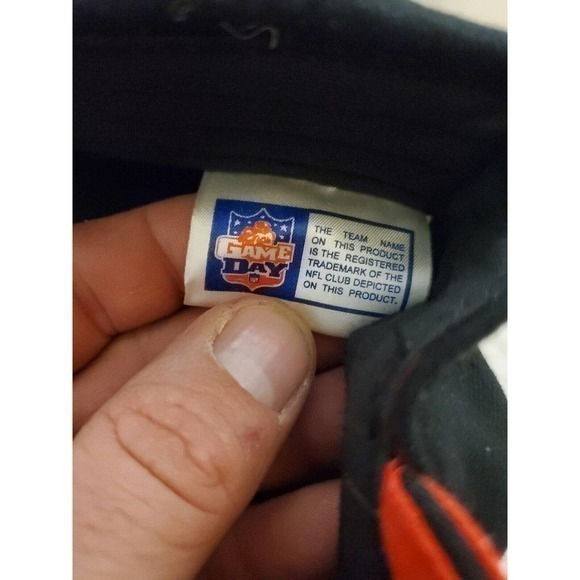 GAME
DAY
THE TEAM NAME
ON THIS PRODUCT
IS THE REGISTERED
TRADEMARK OF THE
NFL CLUB DEPICTED
ON THIS PRODUCT.